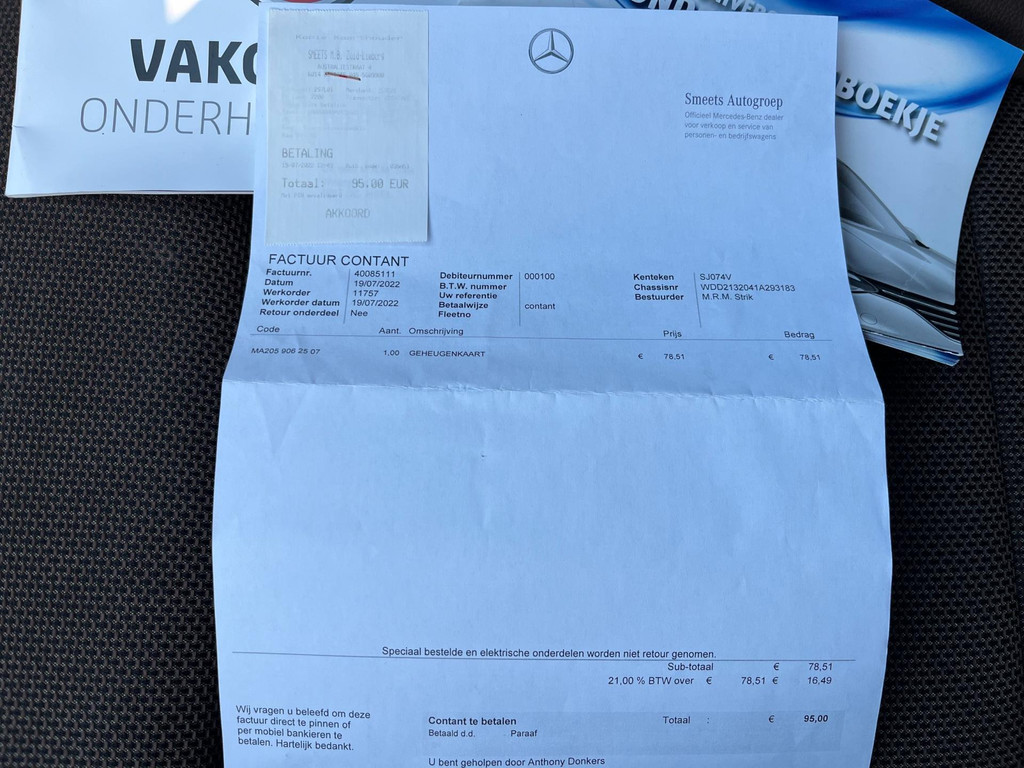 VAKO
ONDERH
BOEKJE
BETALING
Totaal: 95.00 EUR
AKKOORD
Smeets Autogroep
Officieel Mercedes-Benz dealer
voor verkoop en service van
personen- en bedrijfswagens
FACTUUR CONTANT
Factuurnr. 40085111
Datum 19/07/2022
Werkorder 11757
Werkorder datum 19/07/2022
Retour onderdeel Nee
Debiteurnummer 000100
B.T.W. nummer
Uw referentie
Betaalwijze contant
Fleetno
Kenteken SJ074V
Chassisnr WDD2132041A293183
Bestuurder M.R.M. Strik
Code Aant. Omschrijving Prijs Bedrag
MA205 906 25 07 1,00 GEHEUGENKAART € 78,51 € 78,51
Speciaal bestelde en elektrische onderdelen worden niet retour genomen.
Sub-totaal € 78,51
21,00 % BTW over € 78,51 € 16,49
Wij vragen u beleefd om deze
factuur direct te pinnen of
per mobiel bankieren te
betalen. Hartelijk bedankt.
Contant te betalen Totaal : € 95,00
Betaald d.d. Paraaf
U bent geholpen door Anthony Donkers